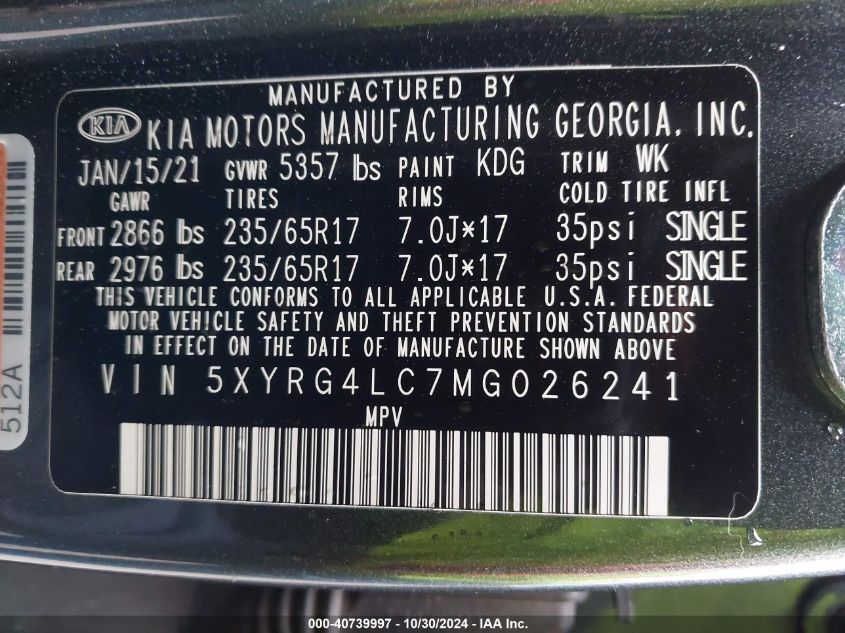 MANUFACTURED BY
KIA KIA MOTORS MANUFACTURING GEORGIA, INC.
JAN/15/21 GVWR 5357 lbs PAINT KDG TRIM WK
GAWR TIRES RIMS COLD TIRE INFL
FRONT 2866 lbs 235/65R17 7.0J*17 35psi SINGLE
REAR 2976 lbs 235/65R17 7.0J*17 35psi SINGLE
THIS VEHICLE CONFORMS TO ALL APPLICABLE U.S.A. FEDERAL
MOTOR VEHICLE SAFETY AND THEFT PREVENTION STANDARDS
IN EFFECT ON THE DATE OF MANUFACTURE SHOWN ABOVE
VIN 5XYRG4LC7MG026241
MPV
512A
000-40739997 - 10/30/2024 - IAA Inc.